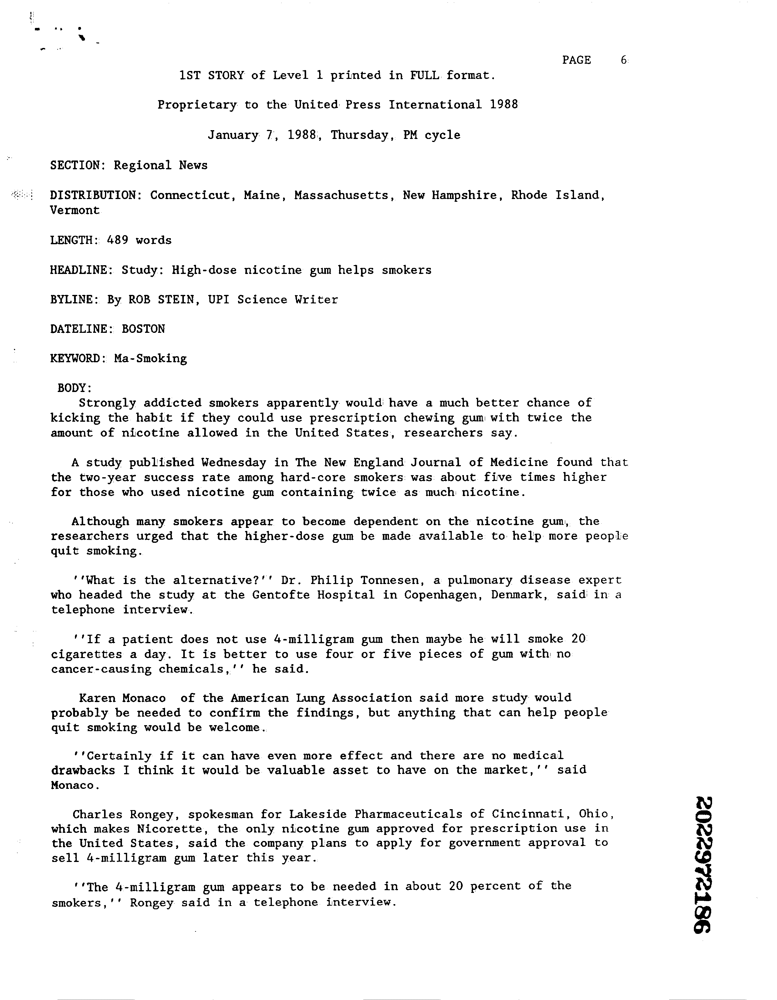 PAGE 6
1ST STORY of Level 1 printed in FULL format.
Proprietary to the United Press International 1988
January 7, 1988, Thursday, PM cycle
SECTION: Regional News
DISTRIBUTION: Connecticut, Maine, Massachusetts, New Hampshire, Rhode Island,
Vermont
LENGTH: 489 words
HEADLINE: Study: High-dose nicotine gum helps smokers
BYLINE: By ROB STEIN, UPI Science Writer
DATELINE: BOSTON
KEYWORD: Ma-Smoking
BODY:
Strongly addicted smokers apparently would have a much better chance of
kicking the habit if they could use prescription chewing gum with twice the
amount of nicotine allowed in the United States, researchers say.
A study published Wednesday in The New England Journal of Medicine found that
the two-year success rate among hard-core smokers was about five times higher
for those who used nicotine gum containing twice as much nicotine.
Although many smokers appear to become dependent on the nicotine gum, the
researchers urged that the higher-dose gum be made available to help more people
quit smoking.
''What is the alternative?'' Dr. Philip Tonnesen, a pulmonary disease expert
who headed the study at the Gentofte Hospital in Copenhagen, Denmark, said in a
telephone interview.
''If a patient does not use 4-milligram gum then maybe he will smoke 20
cigarettes a day. It is better to use four or five pieces of gum with no
cancer-causing chemicals,'' he said.
Karen Monaco of the American Lung Association said more study would
probably be needed to confirm the findings, but anything that can help people
quit smoking would be welcome.
''Certainly if it can have even more effect and there are no medical
drawbacks I think it would be valuable asset to have on the market,'' said
Monaco.
Charles Rongey, spokesman for Lakeside Pharmaceuticals of Cincinnati, Ohio,
which makes Nicorette, the only nicotine gum approved for prescription use in
the United States, said the company plans to apply for government approval to
sell 4-milligram gum later this year.
''The 4-milligram gum appears to be needed in about 20 percent of the
smokers,'' Rongey said in a telephone interview.
2022972186